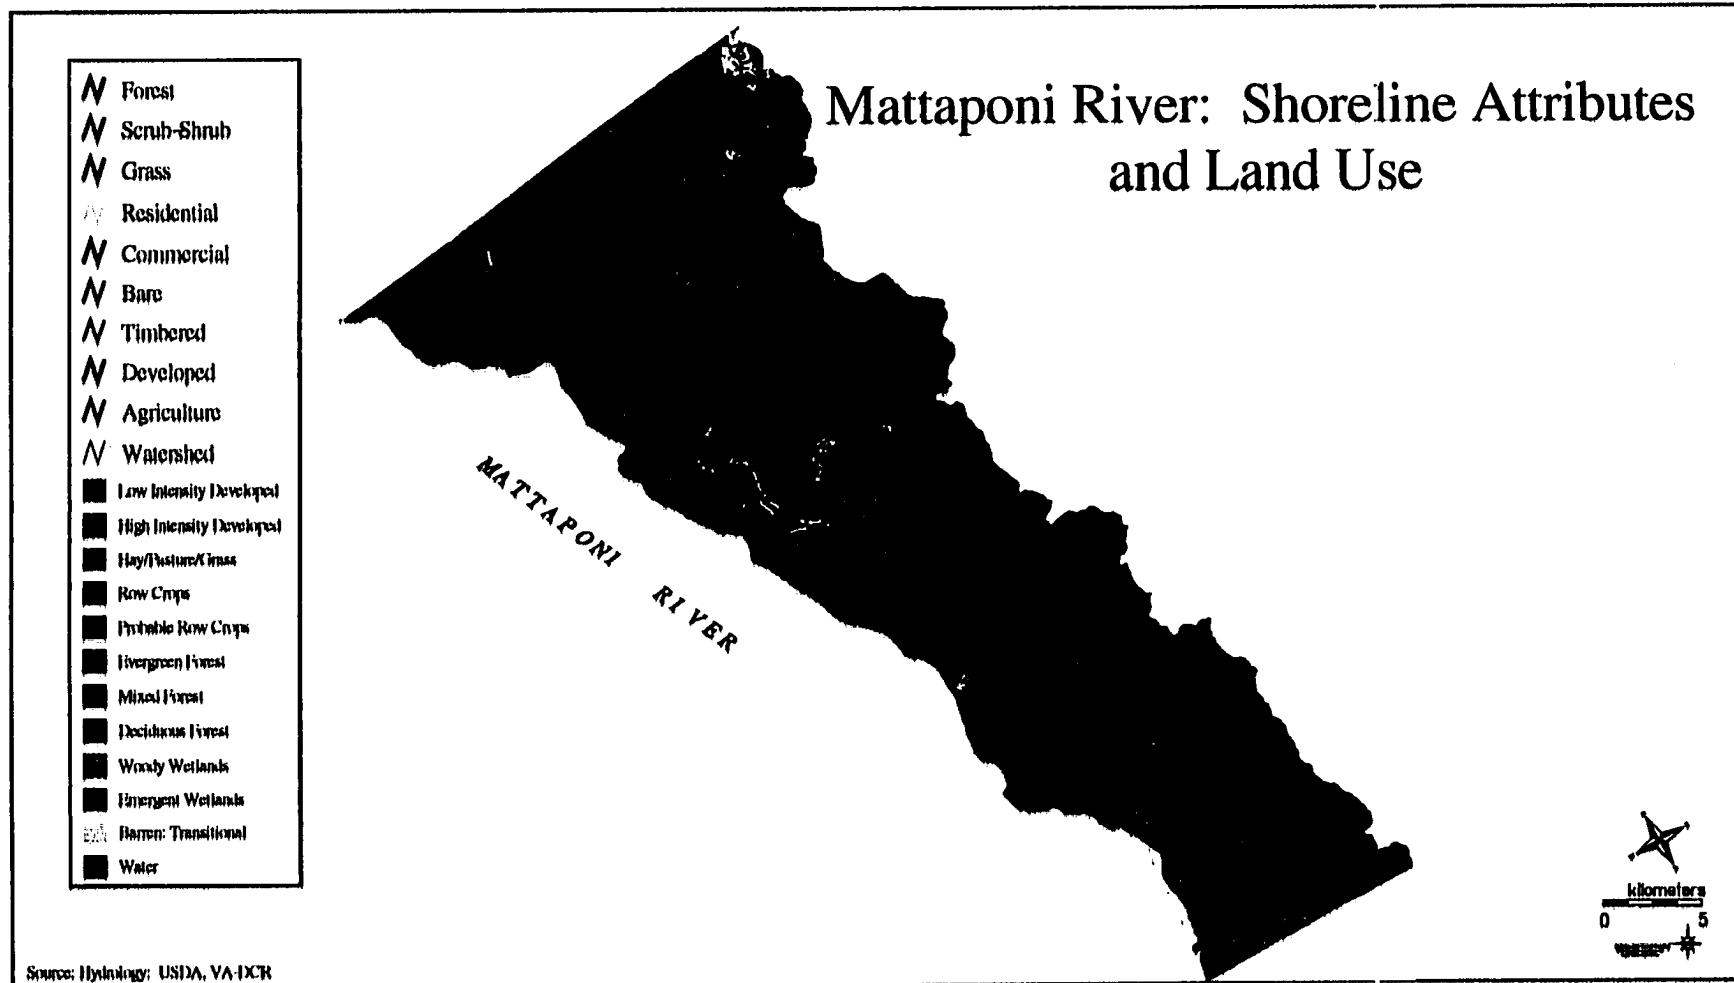 Mattaponi River: Shoreline Attributes
and Land Use
Forest
Scrub-Shrub
Grass
Residential
Commercial
Bare
Timbered
Developed
Agriculture
Watershed
Low Intensity Developed
High Intensity Developed
Hay/Pasture/Grass
Row Crops
Probable Row Crops
Evergreen Forest
Mixed Forest
Deciduous Forest
Woody Wetlands
Emergent Wetlands
Barren: Transitional
Water
MATTAPONI RIVER
kilometers
0 5
Source: Hydrology: USDA, VA-DCR